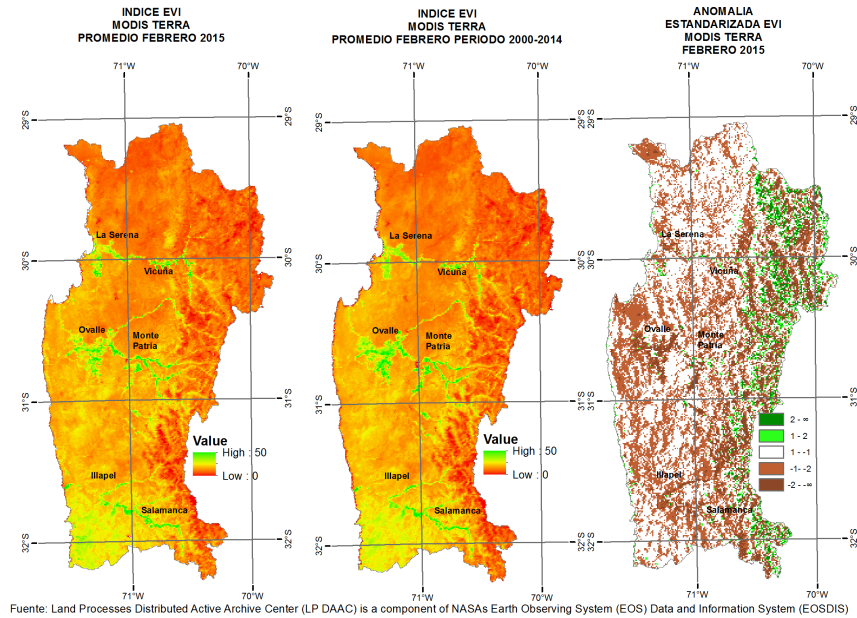 INDICE EVI
MODIS TERRA
PROMEDIO FEBRERO 2015
71°W
70°W
29°S
29°S
La Serena
30°S
30°S
Vicuña
Ovalle
Monte
Patria
31°S
31°S
Value
High : 50
Low : 0
Illapel
Salamanca
32°S
32°S
71°W
70°W
INDICE EVI
MODIS TERRA
PROMEDIO FEBRERO PERIODO 2000-2014
71°W
70°W
29°S
29°S
La Serena
30°S
30°S
Vicuña
Ovalle
Monte
Patria
31°S
31°S
Value
High : 50
Low : 0
Illapel
Salamanca
32°S
32°S
71°W
70°W
ANOMALIA
ESTANDARIZADA EVI
MODIS TERRA
FEBRERO 2015
71°W
70°W
29°S
29°S
La Serena
30°S
30°S
Vicuña
Ovalle
Monte
Patria
31°S
31°S
2 - ∞
1 - 2
1 - -1
-1 - -2
-2 - -∞
Illapel
Salamanca
32°S
32°S
71°W
70°W
Fuente: Land Processes Distributed Active Archive Center (LP DAAC) is a component of NASAs Earth Observing System (EOS) Data and Information System (EOSDIS)